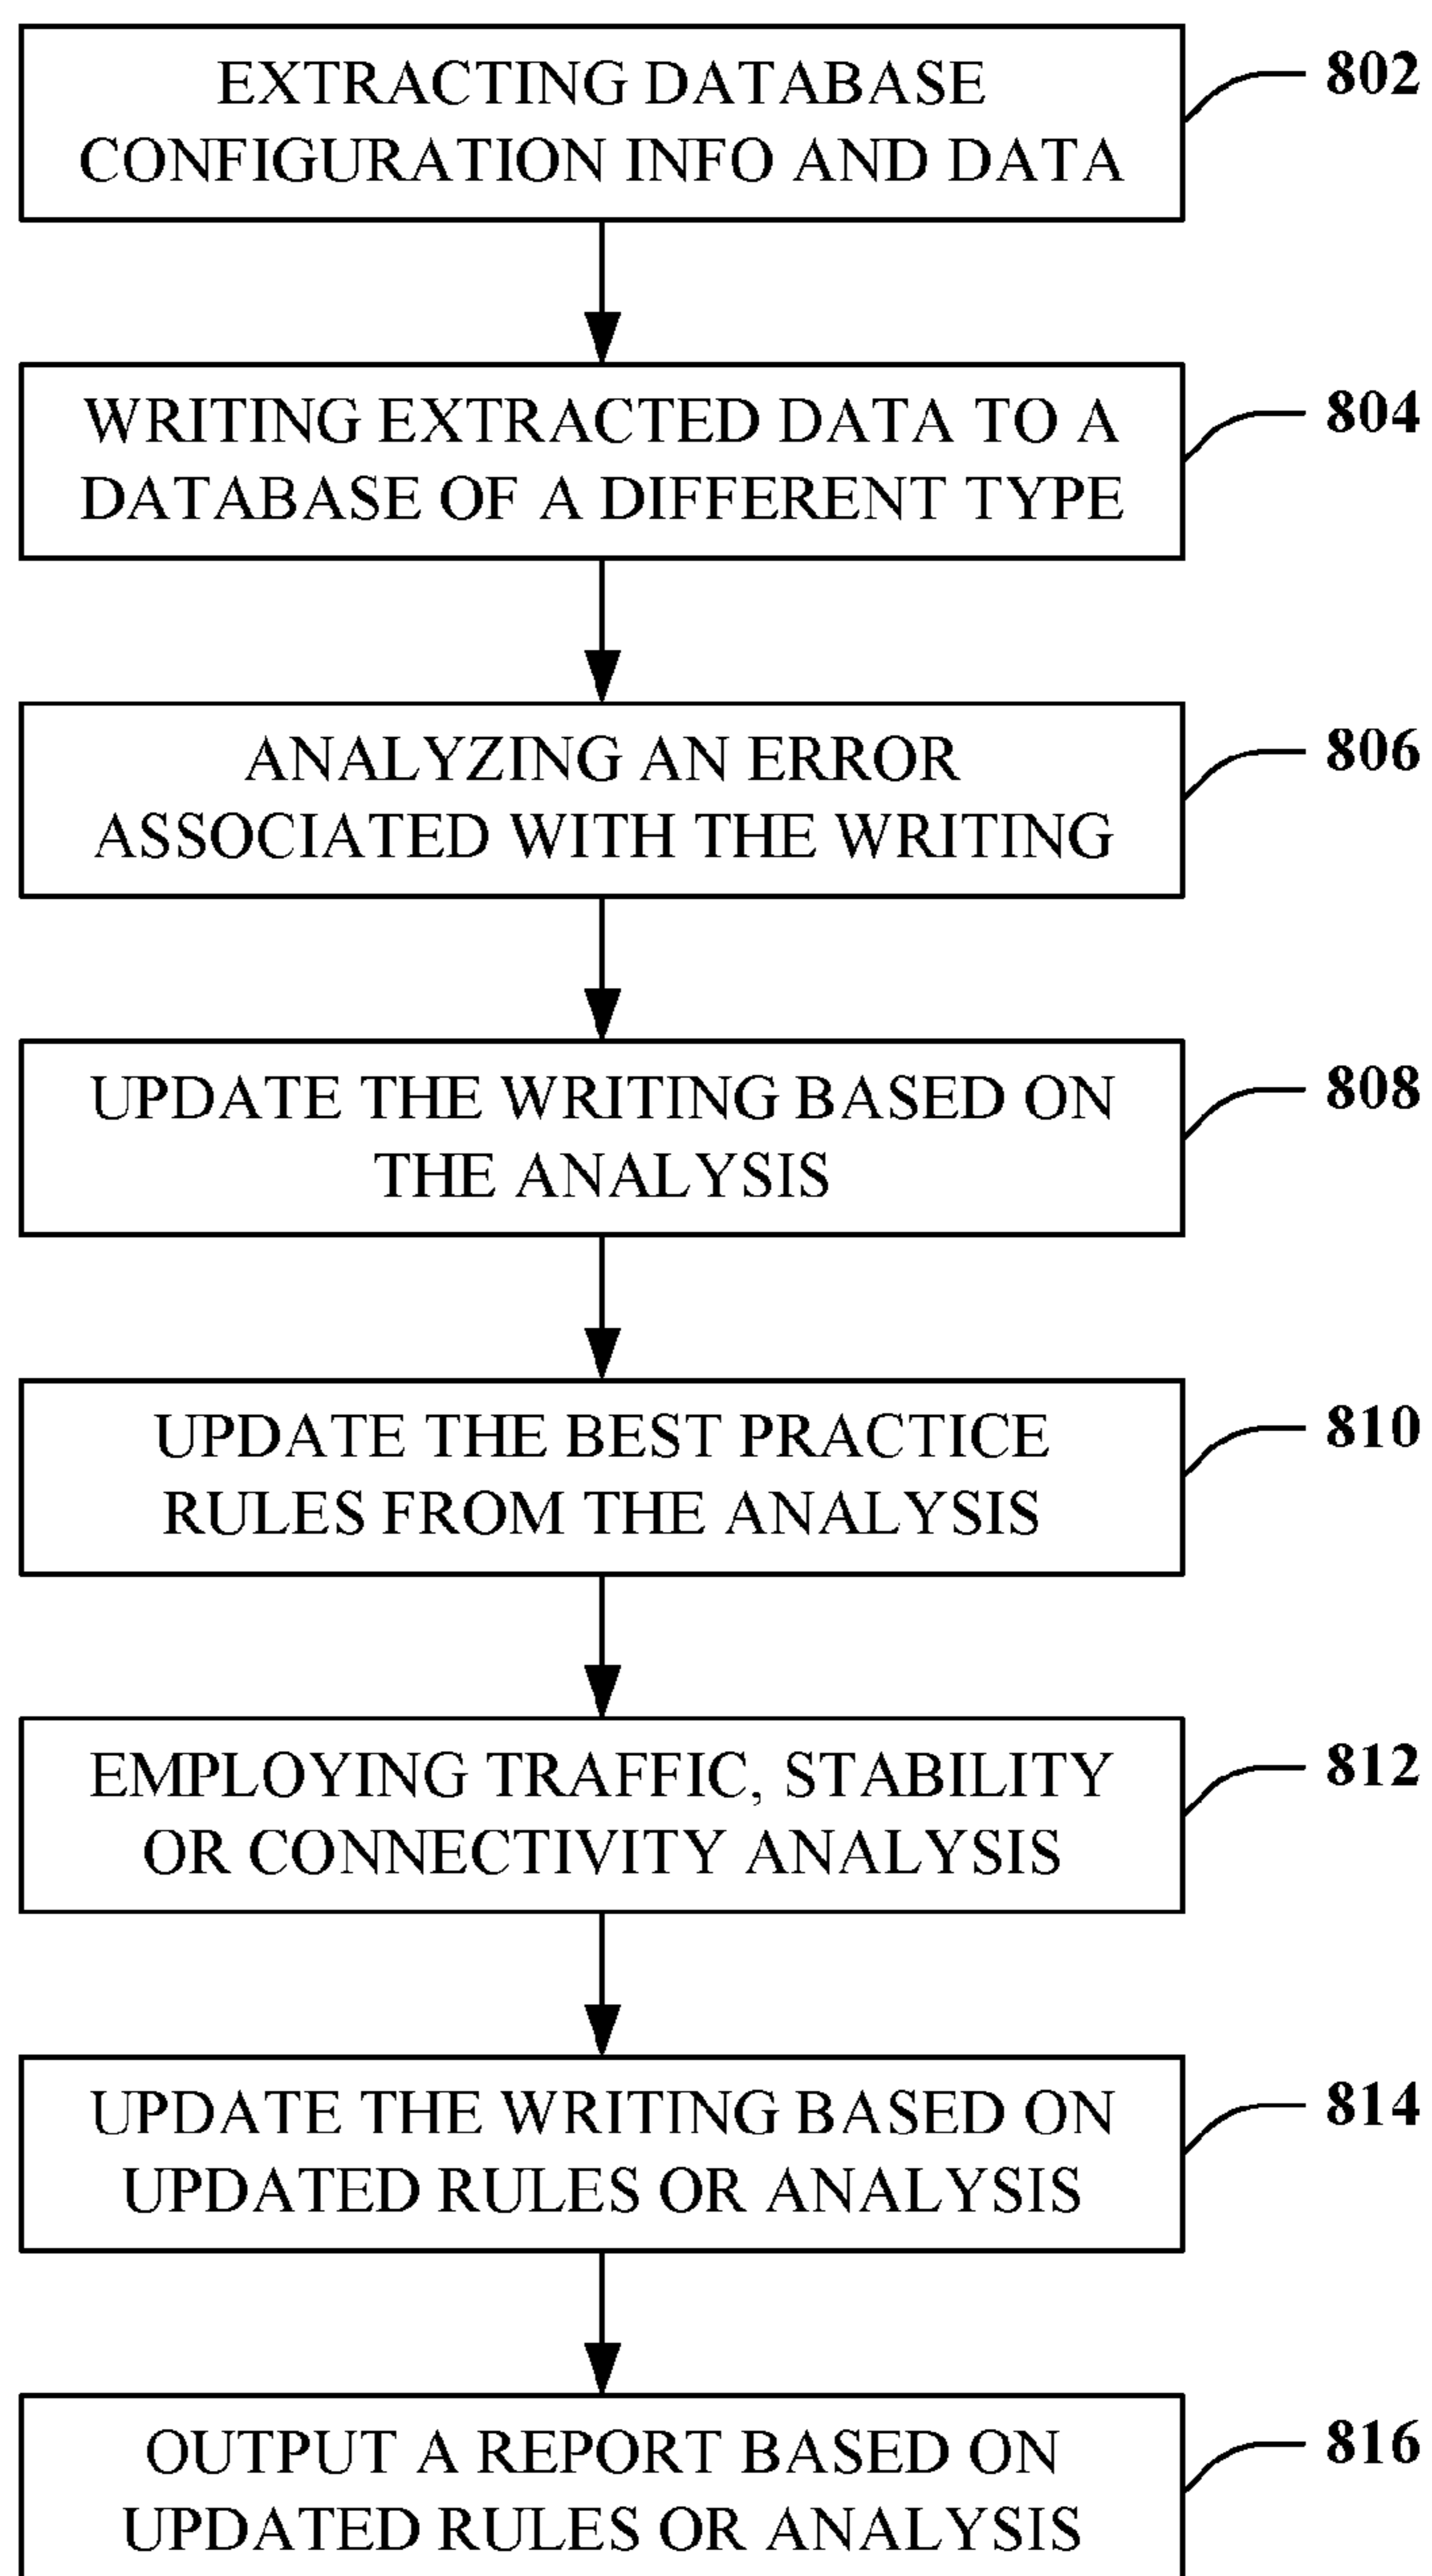 EXTRACTING DATABASE
CONFIGURATION INFO AND DATA
802
WRITING EXTRACTED DATA TO A
DATABASE OF A DIFFERENT TYPE
804
ANALYZING AN ERROR
ASSOCIATED WITH THE WRITING
806
UPDATE THE WRITING BASED ON
THE ANALYSIS
808
UPDATE THE BEST PRACTICE
RULES FROM THE ANALYSIS
810
EMPLOYING TRAFFIC, STABILITY
OR CONNECTIVITY ANALYSIS
812
UPDATE THE WRITING BASED ON
UPDATED RULES OR ANALYSIS
814
OUTPUT A REPORT BASED ON
UPDATED RULES OR ANALYSIS
816